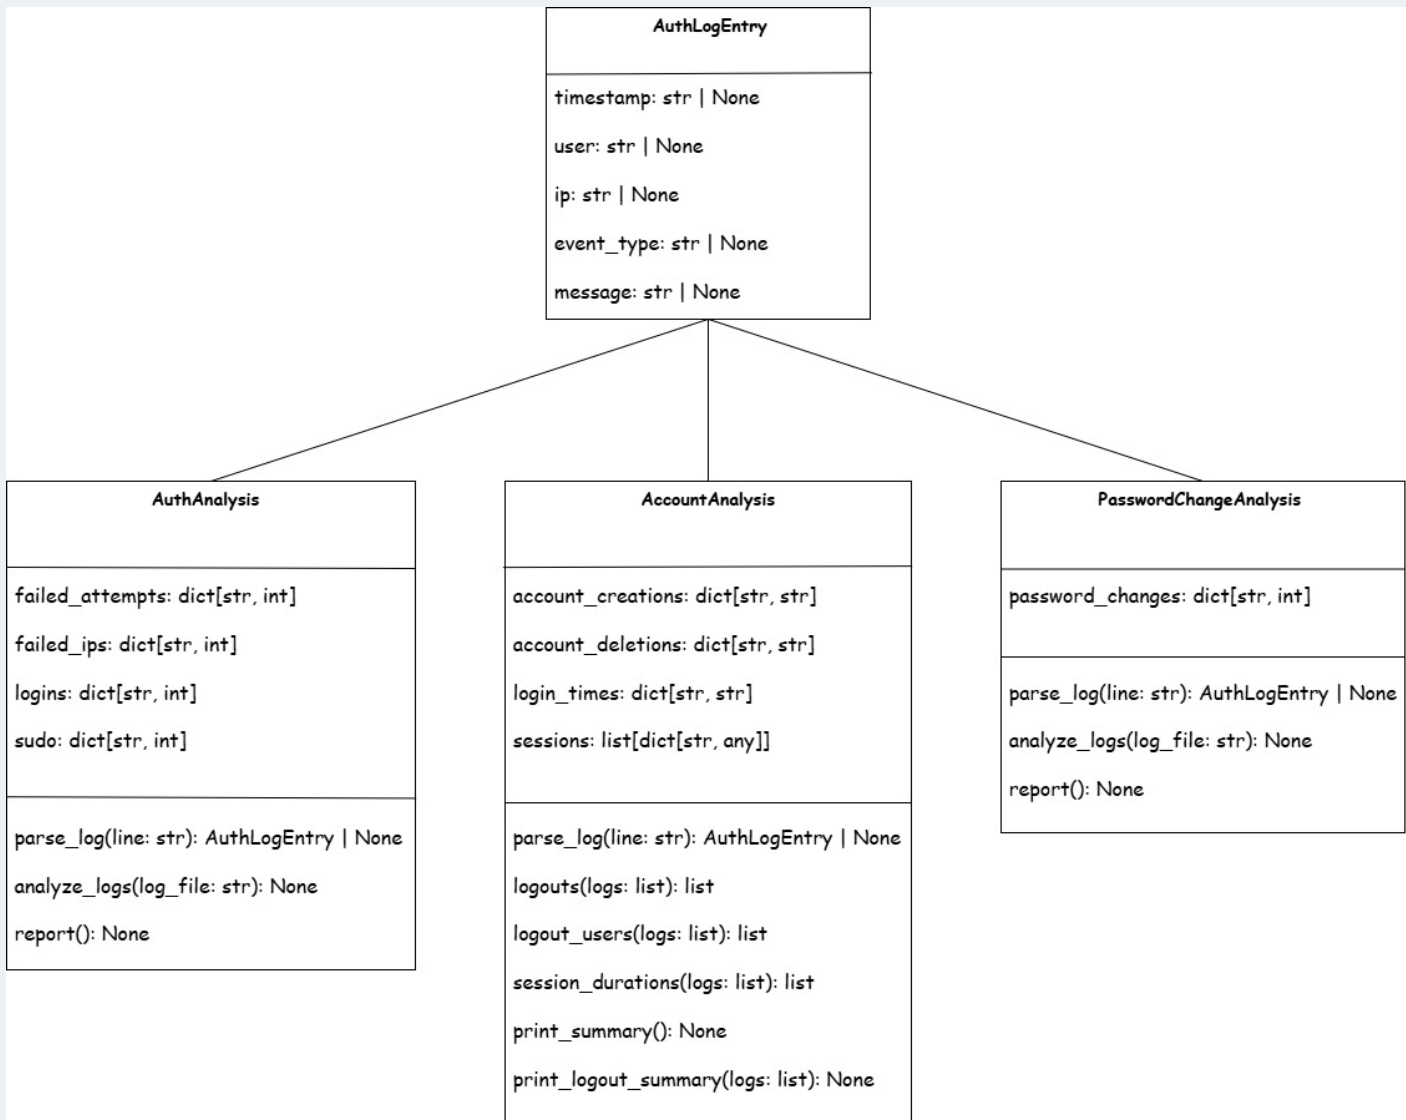 AuthLogEntry
timestamp: str | None
user: str | None
ip: str | None
event_type: str | None
message: str | None
AuthAnalysis
failed_attempts: dict[str, int]
failed_ips: dict[str, int]
logins: dict[str, int]
sudo: dict[str, int]
parse_log(line: str): AuthLogEntry | None
analyze_logs(log_file: str): None
report(): None
AccountAnalysis
account_creations: dict[str, str]
account_deletions: dict[str, str]
login_times: dict[str, str]
sessions: list[dict[str, any]]
parse_log(line: str): AuthLogEntry | None
logouts(logs: list): list
logout_users(logs: list): list
session_durations(logs: list): list
print_summary(): None
print_logout_summary(logs: list): None
PasswordChangeAnalysis
password_changes: dict[str, int]
parse_log(line: str): AuthLogEntry | None
analyze_logs(log_file: str): None
report(): None